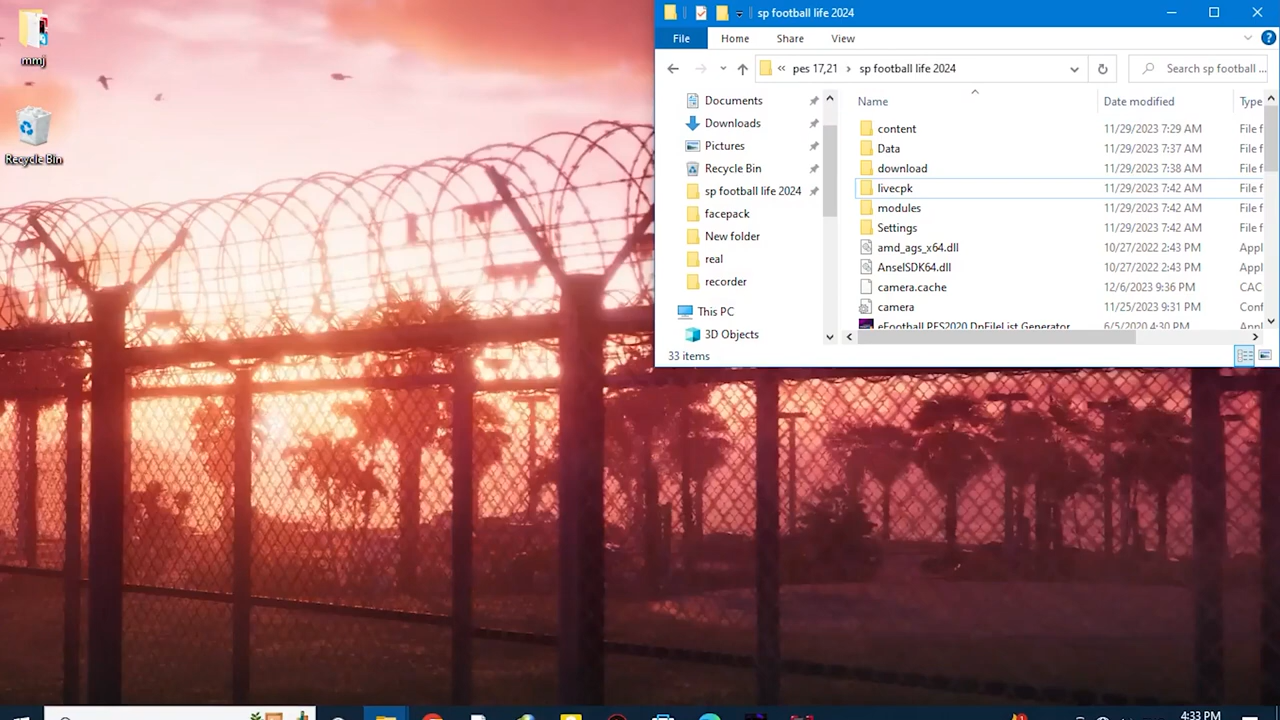 mmj
Recycle Bin
sp football life 2024
File Home Share View
« pes 17,21 › sp football life 2024
Search sp football ...
Documents
Downloads
Pictures
Recycle Bin
sp football life 2024
facepack
New folder
real
recorder
This PC
3D Objects
Name Date modified Type
content 11/29/2023 7:29 AM File f
Data 11/29/2023 7:37 AM File f
download 11/29/2023 7:38 AM File f
livecpk 11/29/2023 7:42 AM File f
modules 11/29/2023 7:42 AM File f
Settings 11/29/2023 7:42 AM File f
amd_ags_x64.dll 10/27/2022 2:43 PM Appl
AnselSDK64.dll 10/27/2022 2:43 PM Appl
camera.cache 12/6/2023 9:36 PM CAC
camera 11/25/2023 9:31 PM Conf
eFootball PES2020 DpFileList Generator 6/5/2020 4:30 PM Appl
33 items
4:33 PM